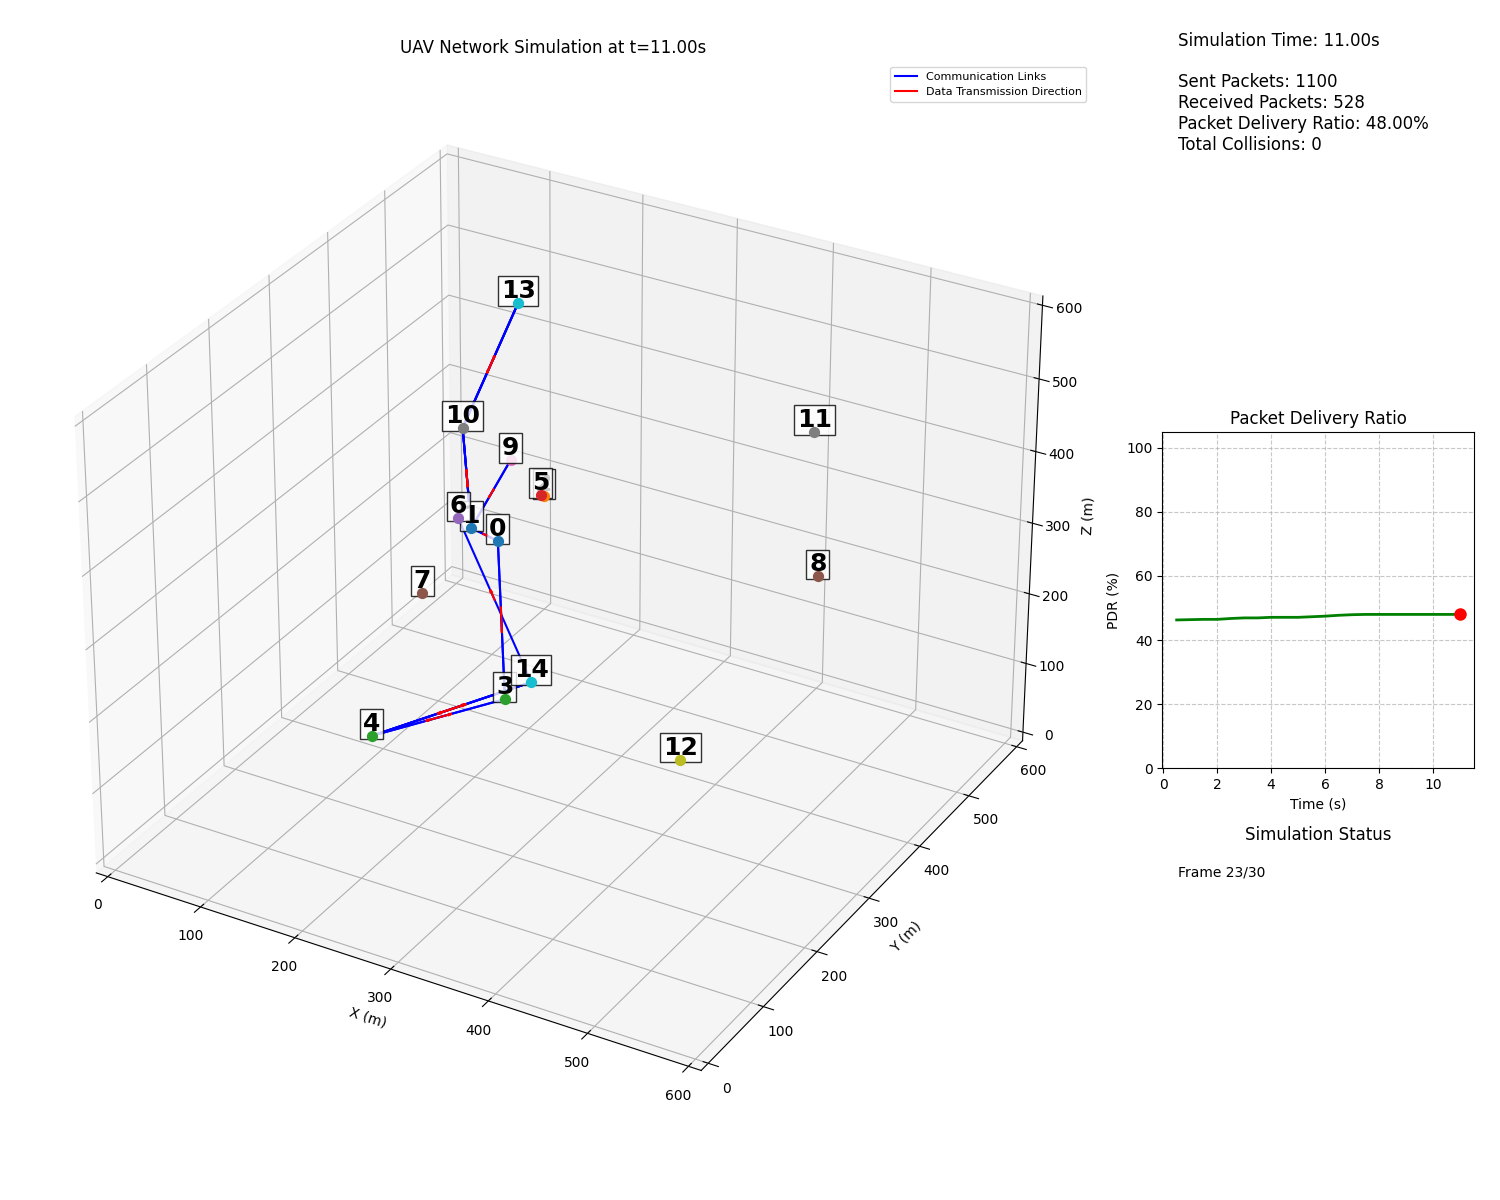 UAV Network Simulation at t=11.00s
Communication Links
Data Transmission Direction
Simulation Time: 11.00s
Sent Packets: 1100
Received Packets: 528
Packet Delivery Ratio: 48.00%
Total Collisions: 0
13
10
11
9
5
6
1
0
7
8
14
3
4
12
600
500
400
300
200
100
0
Z (m)
0
100
200
300
400
500
600
X (m)
0
100
200
300
400
500
600
Y (m)
Packet Delivery Ratio
100
80
60
40
20
0
PDR (%)
0
2
4
6
8
10
Time (s)
Simulation Status
Frame 23/30